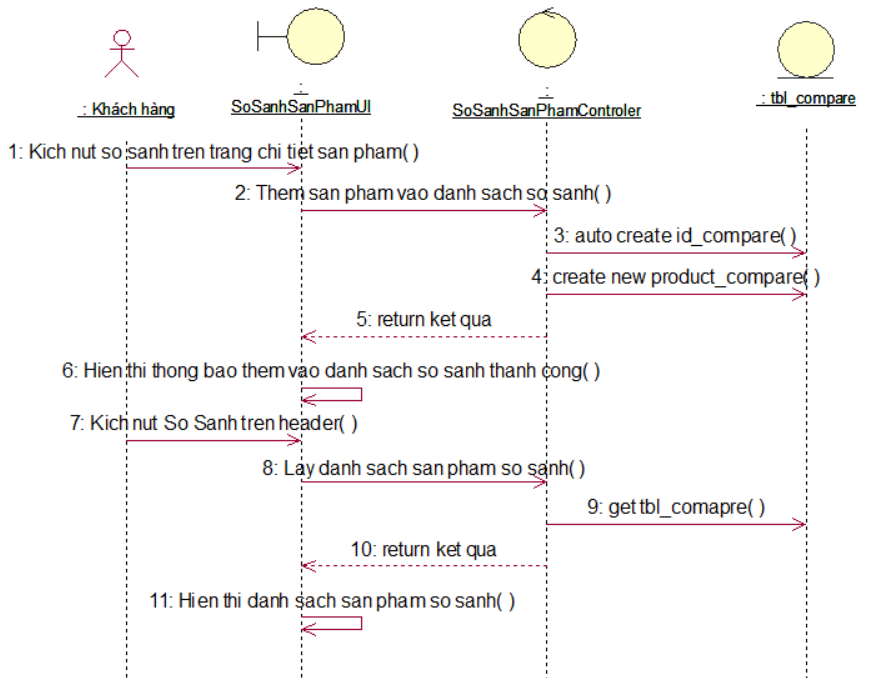 : Khách hàng
:
SoSanhSanPhamUI
:
SoSanhSanPhamControler
: tbl_compare
1: Kich nut so sanh tren trang chi tiet san pham( )
2: Them san pham vao danh sach so sanh( )
3: auto create id_compare( )
4: create new product_compare( )
5: return ket qua
6: Hien thi thong bao them vao danh sach so sanh thanh cong( )
7: Kich nut So Sanh tren header( )
8: Lay danh sach san pham so sanh( )
9: get tbl_comapre( )
10: return ket qua
11: Hien thi danh sach san pham so sanh( )